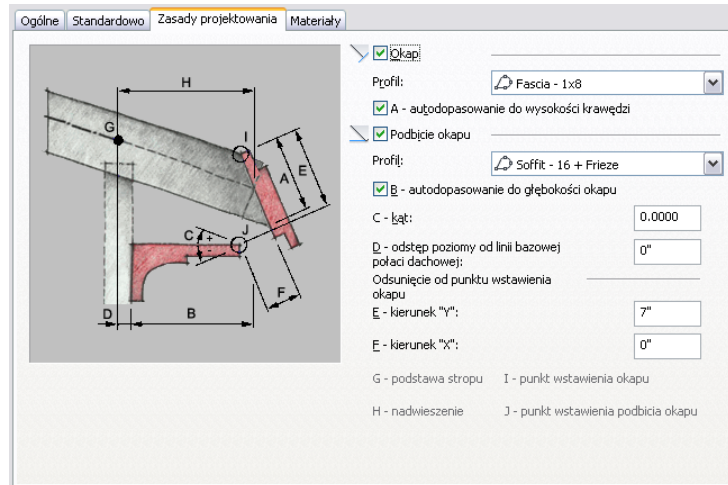 Ogólne Standardowo Zasady projektowania Materiały
Okap
Profil: Fascia - 1x8
A - autodopasowanie do wysokości krawędzi
Podbicie okapu
Profil: Soffit - 16 + Frieze
B - autodopasowanie do głębokości okapu
C - kąt: 0.0000
D - odstęp poziomy od linii bazowej
połaci dachowej: 0"
Odsunięcie od punktu wstawienia
okapu
E - kierunek "Y": 7"
F - kierunek "X": 0"
G - podstawa stropu I - punkt wstawienia okapu
H - nadwieszenie J - punkt wstawienia podbicia okapu
H
G
I
A
E
C + -
J
F
D
B